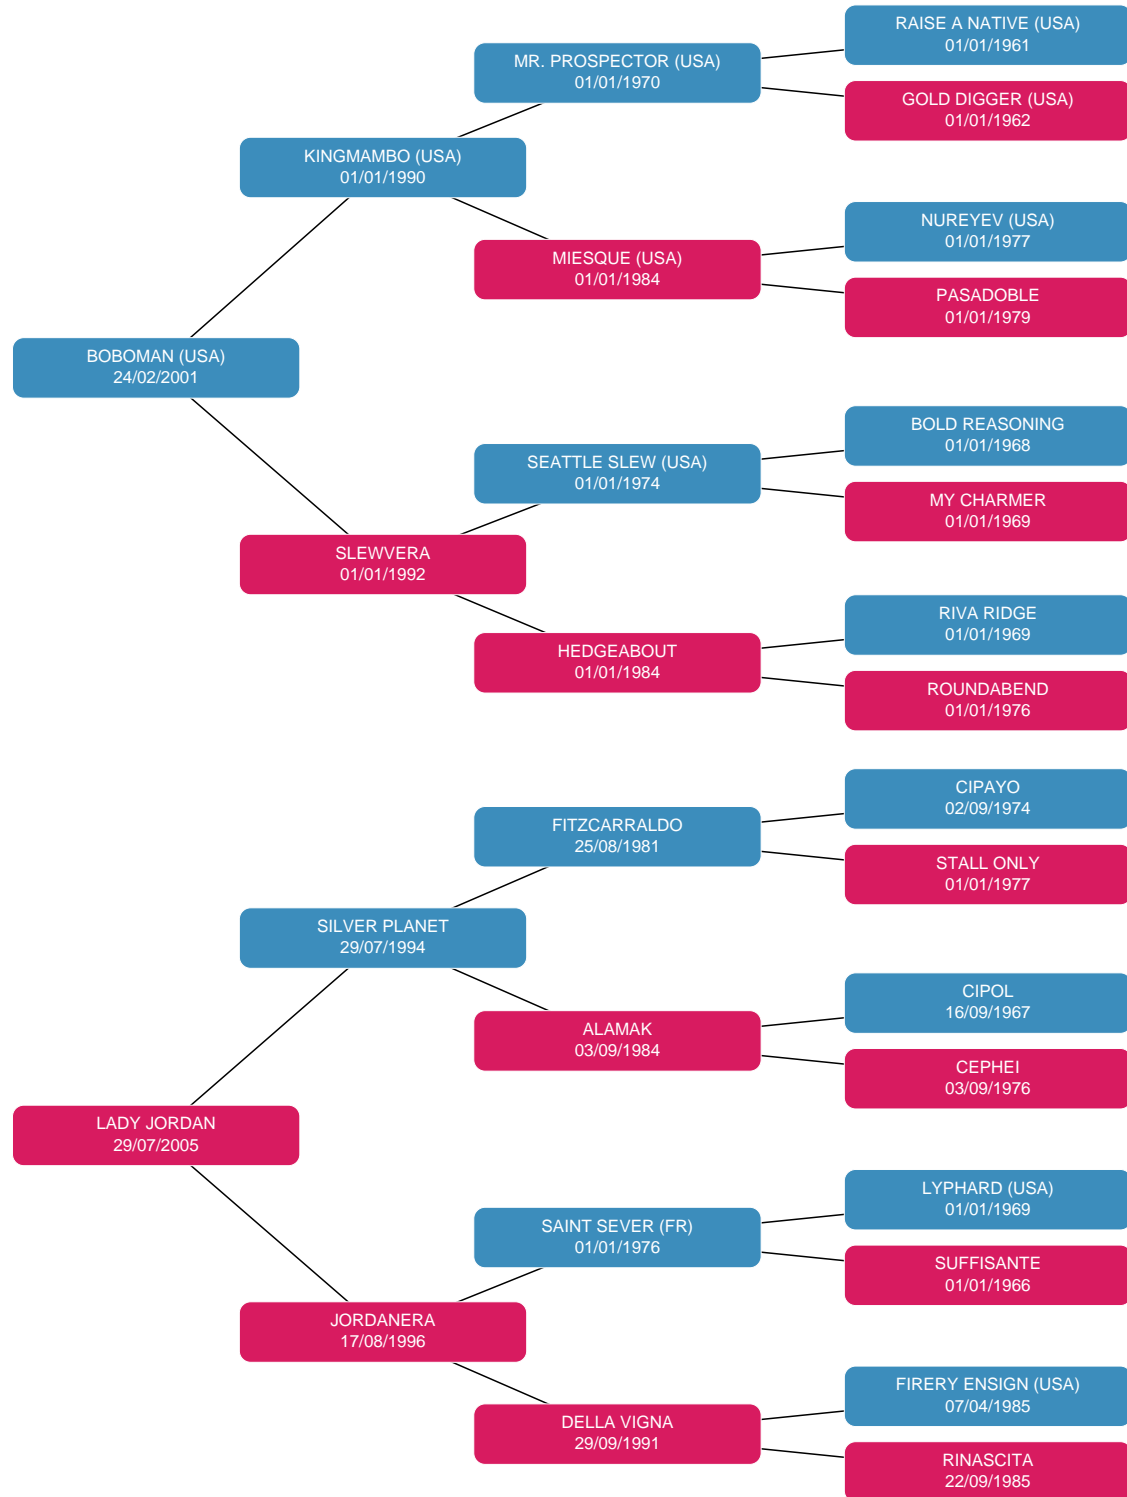 RAISE A NATIVE (USA)
01/01/1961
MR. PROSPECTOR (USA)
01/01/1970
GOLD DIGGER (USA)
01/01/1962
KINGMAMBO (USA)
01/01/1990
NUREYEV (USA)
01/01/1977
MIESQUE (USA)
01/01/1984
PASADOBLE
01/01/1979
BOBOMAN (USA)
24/02/2001
BOLD REASONING
01/01/1968
SEATTLE SLEW (USA)
01/01/1974
MY CHARMER
01/01/1969
SLEWVERA
01/01/1992
RIVA RIDGE
01/01/1969
HEDGEABOUT
01/01/1984
ROUNDABEND
01/01/1976
CIPAYO
02/09/1974
FITZCARRALDO
25/08/1981
STALL ONLY
01/01/1977
SILVER PLANET
29/07/1994
CIPOL
16/09/1967
ALAMAK
03/09/1984
CEPHEI
03/09/1976
LADY JORDAN
29/07/2005
LYPHARD (USA)
01/01/1969
SAINT SEVER (FR)
01/01/1976
SUFFISANTE
01/01/1966
JORDANERA
17/08/1996
FIRERY ENSIGN (USA)
07/04/1985
DELLA VIGNA
29/09/1991
RINASCITA
22/09/1985